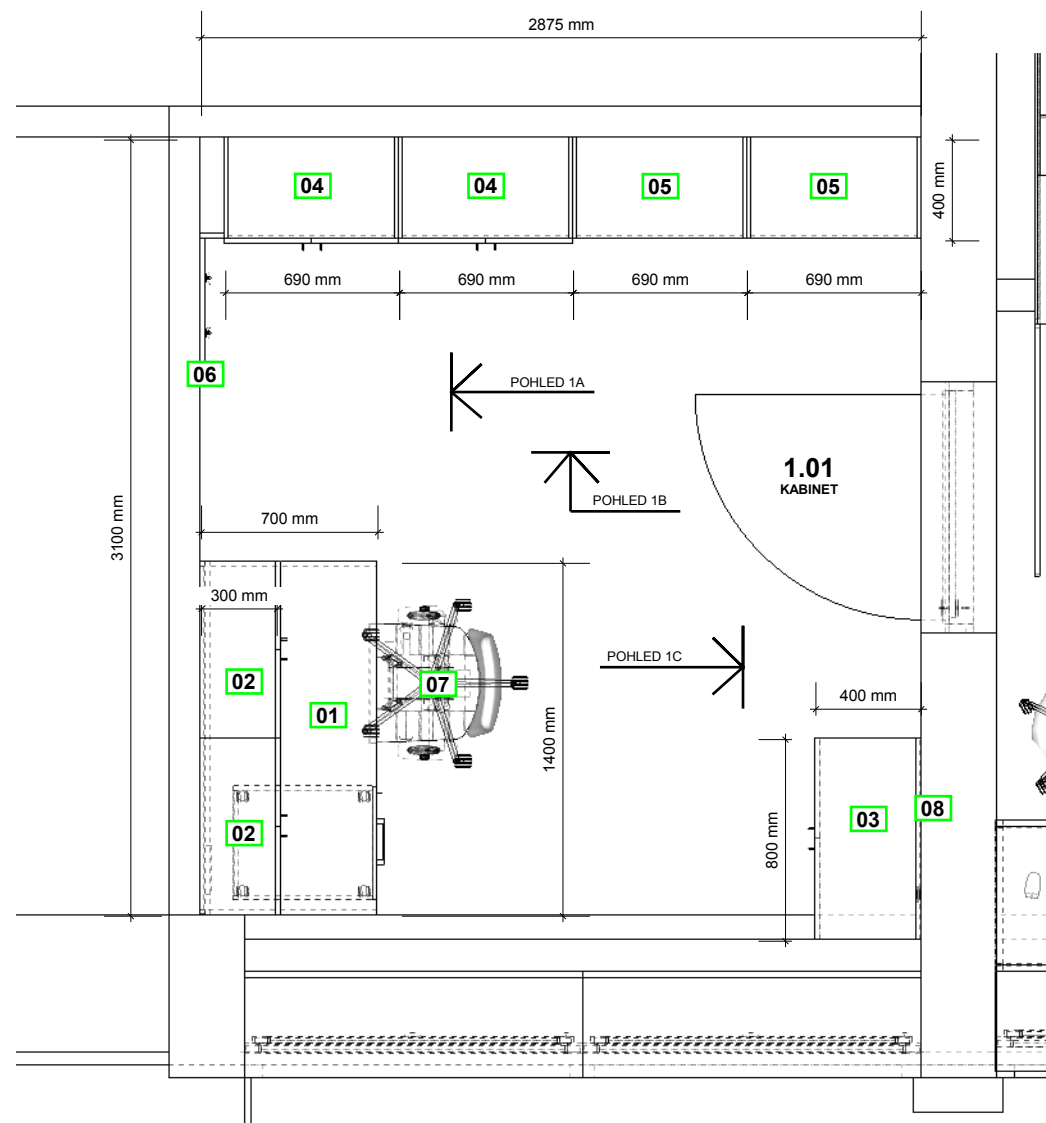 2875 mm
04
04
05
05
400 mm
690 mm
690 mm
690 mm
690 mm
06
POHLED 1A
1.01
KABINET
POHLED 1B
3100 mm
700 mm
300 mm
02
01
07
POHLED 1C
1400 mm
400 mm
02
800 mm
03
08